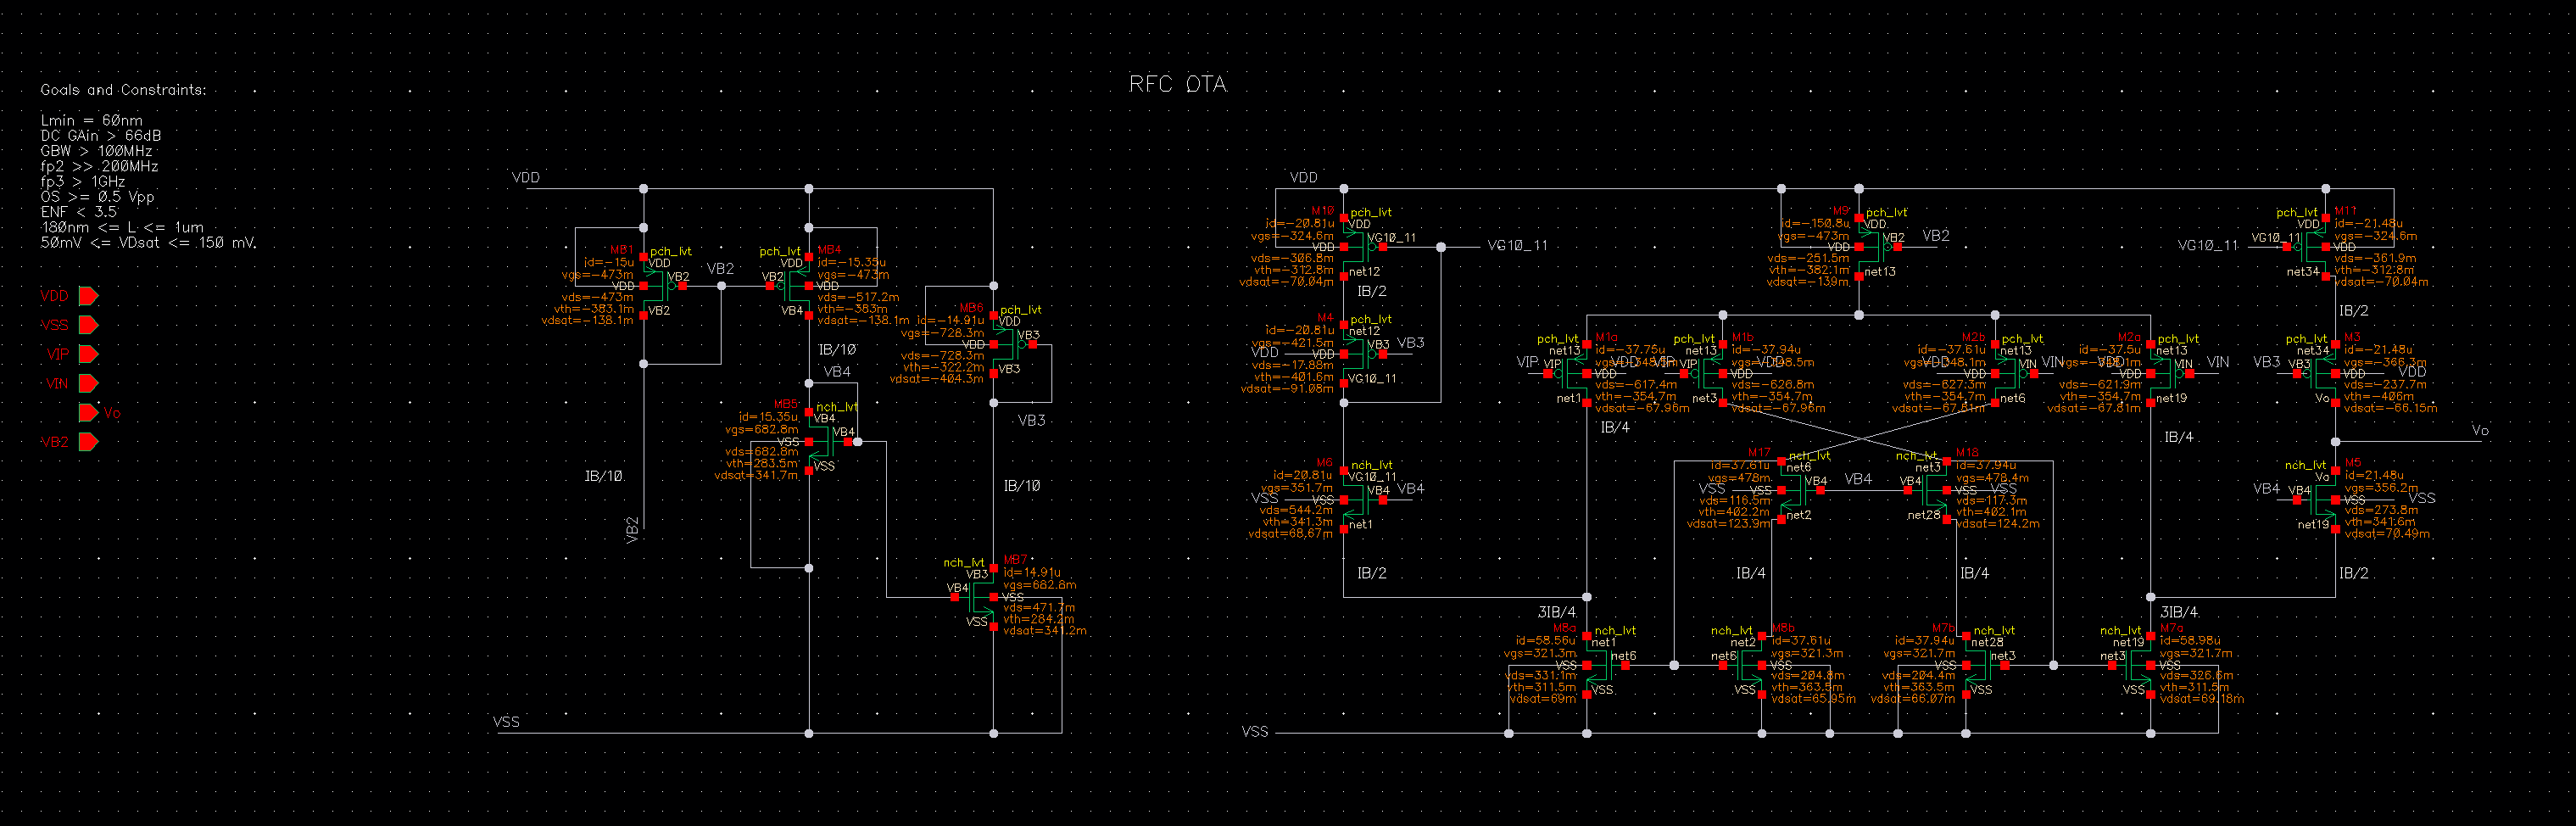 RFC OTA
Goals and Constraints:
Lmin = 60nm
DC GAin > 66dB
GBW > 100MHz
fp2 >> 200MHz
fp3 > 1GHz
OS >= 0.5 Vpp
ENF < 3.5
180nm <= L <= 1um
50mV <= VDsat <= 150 mV.
VDD
VSS
VIP
VIN
Vo
VB2
VDD
MB1
pch_lvt
id=-15u
vgs=-473m
vds=-473m
vth=-383.1m
vdsat=-138.1m
VDD
VDD
VB2
VB2
VB2
IB/10
VB2
MB4
pch_lvt
id=-15.35u
vgs=-473m
vds=-517.2m
vth=-383m
vdsat=-138.1m
VDD
VB2
VDD
VB4
IB/10
VB4
MB5
nch_lvt
id=15.35u
vgs=682.8m
vds=682.8m
vth=283.5m
vdsat=341.7m
VB4
VB4
VSS
VSS
MB6
pch_lvt
id=-14.91u
vgs=-728.3m
vds=-728.3m
vth=-322.2m
vdsat=-404.3m
VDD
VDD
VB3
VB3
VB3
IB/10
MB7
nch_lvt
id=14.91u
vgs=682.8m
vds=471.7m
vth=284.2m
vdsat=341.2m
VB3
VB4
VSS
VSS
VSS
VDD
M10
pch_lvt
id=-20.81u
vgs=-324.6m
vds=-306.8m
vth=-312.8m
vdsat=-70.04m
VDD
VDD
VG10_11
net12
VG10_11
IB/2
M4
pch_lvt
id=-20.81u
vgs=-421.5m
vds=-17.88m
vth=-401.6m
vdsat=-91.08m
net12
VDD
VDD
VB3
VB3
VG10_11
M6
nch_lvt
id=20.81u
vgs=351.7m
vds=544.2m
vth=341.3m
vdsat=68.67m
VG10_11
VSS
VSS
VB4
VB4
net1
IB/2
M9
pch_lvt
id=-150.8u
vgs=-473m
vds=-251.5m
vth=-382.1m
vdsat=-139m
VDD
VDD
VB2
VB2
net13
M11
pch_lvt
id=-21.48u
vgs=-324.6m
vds=-361.9m
vth=-312.8m
vdsat=-70.04m
VDD
VDD
VG10_11
VG10_11
net34
IB/2
M1a
pch_lvt
id=-37.75u
vds=-617.4m
vth=-354.7m
vdsat=-67.96m
net13
VIP
VIP
VDD
VDD
net1
IB/4
M1b
pch_lvt
id=-37.94u
vds=-626.8m
vth=-354.7m
vdsat=-67.96m
net13
VIP
VIP
VDD
VDD
net3
M2b
pch_lvt
id=-37.61u
vds=-627.3m
vth=-354.7m
vdsat=-67.81m
net13
VDD
VDD
VIN
VIN
net6
M2a
pch_lvt
id=-37.5u
vds=-621.9m
vth=-354.7m
vdsat=-67.81m
net13
VDD
VIN
VIN
net19
IB/4
M3
pch_lvt
id=-21.48u
vgs=-366.3m
vds=-237.7m
vth=-406m
vdsat=-66.15m
net34
VB3
VB3
VDD
VDD
Vo
Vo
M17
nch_lvt
id=37.61u
vgs=478m
vds=116.5m
vth=402.2m
vdsat=123.9m
net6
VSS
VSS
VB4
net2
IB/4
VB4
M18
nch_lvt
id=37.94u
vgs=478.4m
vds=117.3m
vth=402.1m
vdsat=124.2m
net3
VB4
VSS
VSS
net28
IB/4
M5
nch_lvt
id=21.48u
vgs=356.2m
vds=273.8m
vth=341.6m
vdsat=70.49m
Vo
VB4
VB4
VSS
VSS
net19
IB/2
3IB/4
M8a
nch_lvt
id=58.56u
vgs=321.3m
vds=331.1m
vth=311.5m
vdsat=69m
net1
net6
VSS
VSS
M8b
nch_lvt
id=37.61u
vgs=321.3m
vds=204.8m
vth=363.5m
vdsat=65.95m
net2
net6
VSS
VSS
M7b
nch_lvt
id=37.94u
vgs=321.7m
vds=204.4m
vth=363.5m
vdsat=66.07m
net28
net3
VSS
VSS
3IB/4
M7a
nch_lvt
id=58.98u
vgs=321.7m
vds=326.6m
vth=311.5m
vdsat=69.18m
net19
net3
VSS
VSS
VSS